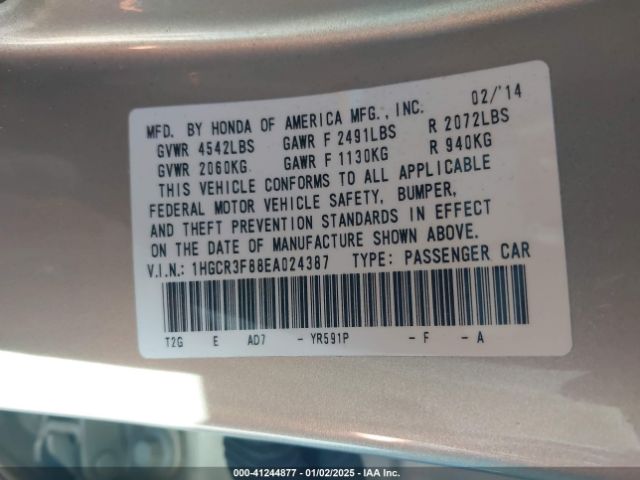 MFD. BY HONDA OF AMERICA MFG., INC. 02/'14
GVWR 4542LBS GAWR F 2491LBS R 2072LBS
GVWR 2060KG GAWR F 1130KG R 940KG
THIS VEHICLE CONFORMS TO ALL APPLICABLE
FEDERAL MOTOR VEHICLE SAFETY, BUMPER,
AND THEFT PREVENTION STANDARDS IN EFFECT
ON THE DATE OF MANUFACTURE SHOWN ABOVE.
V.I.N.: 1HGCR3F88EA024387 TYPE: PASSENGER CAR
T2G E AD7 - YR591P - F - A
000-41244877 - 01/02/2025 - IAA Inc.